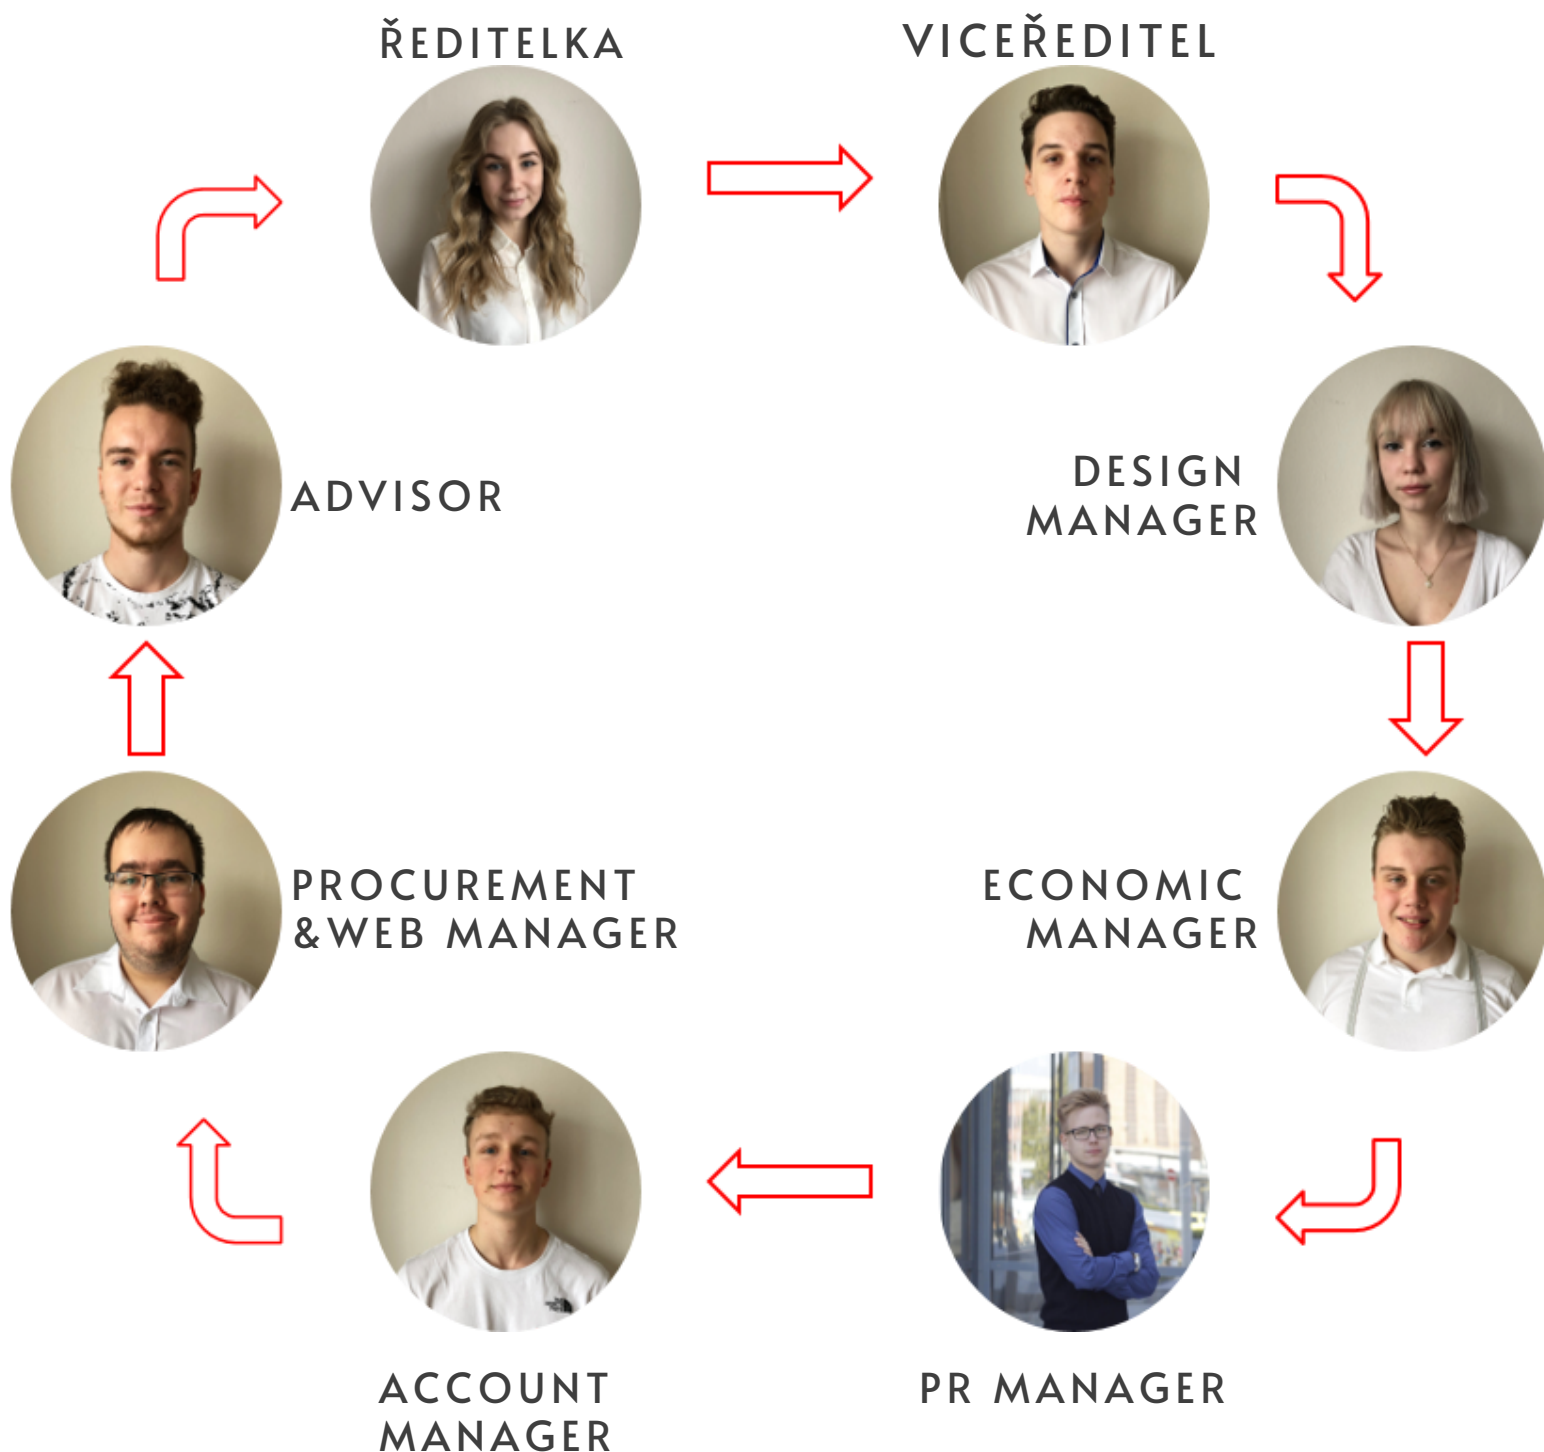 ŘEDITELKA
VICEŘEDITEL
ADVISOR
DESIGN
MANAGER
PROCUREMENT
&WEB MANAGER
ECONOMIC
MANAGER
ACCOUNT
MANAGER
PR MANAGER